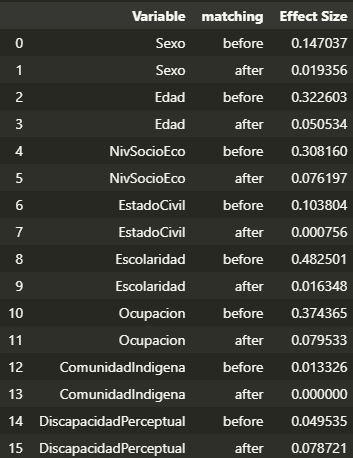 Variable matching Effect Size
0 Sexo before 0.147037
1 Sexo after 0.019356
2 Edad before 0.322603
3 Edad after 0.050534
4 NivSocioEco before 0.308160
5 NivSocioEco after 0.076197
6 EstadoCivil before 0.103804
7 EstadoCivil after 0.000756
8 Escolaridad before 0.482501
9 Escolaridad after 0.016348
10 Ocupacion before 0.374365
11 Ocupacion after 0.079533
12 ComunidadIndigena before 0.013326
13 ComunidadIndigena after 0.000000
14 DiscapacidadPerceptual before 0.049535
15 DiscapacidadPerceptual after 0.078721